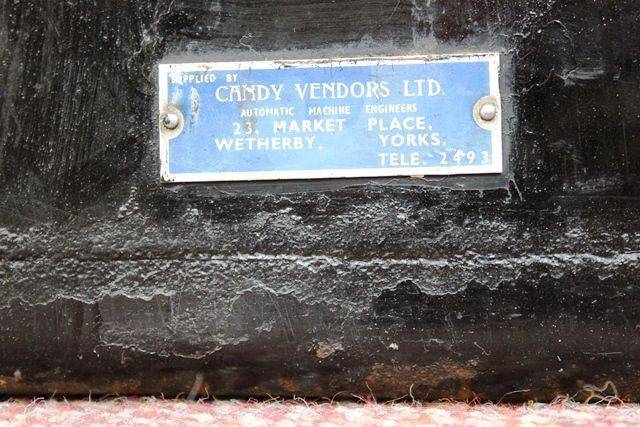 SUPPLIED BY
CANDY VENDORS LTD.
AUTOMATIC MACHINE ENGINEERS
23, MARKET PLACE,
WETHERBY, YORKS,
TELE. 2493